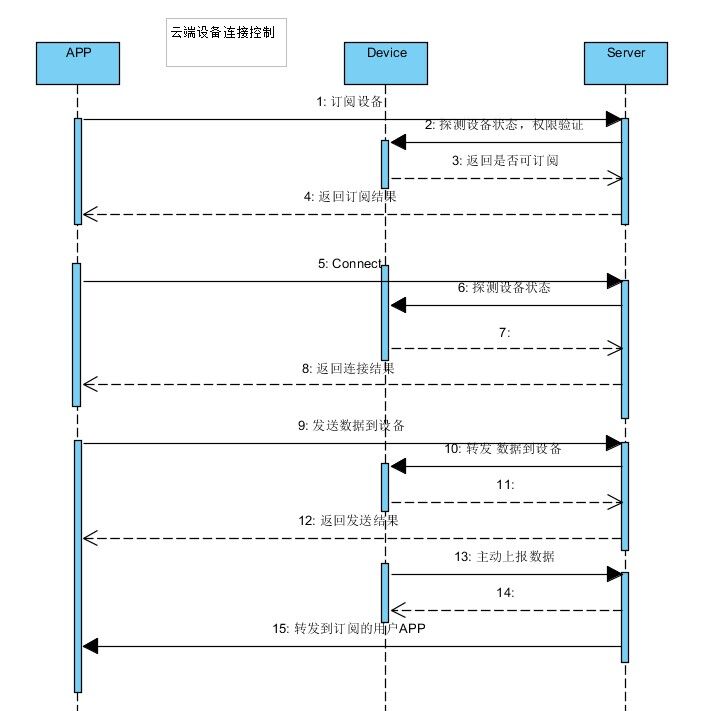 云端设备连接控制
APP
Device
Server
1: 订阅设备
2: 探测设备状态，权限验证
3: 返回是否可订阅
4: 返回订阅结果
5: Connect
6: 探测设备状态
7:
8: 返回连接结果
9: 发送数据到设备
10: 转发 数据到设备
11:
12: 返回发送结果
13: 主动上报数据
14:
15: 转发到订阅的用户APP